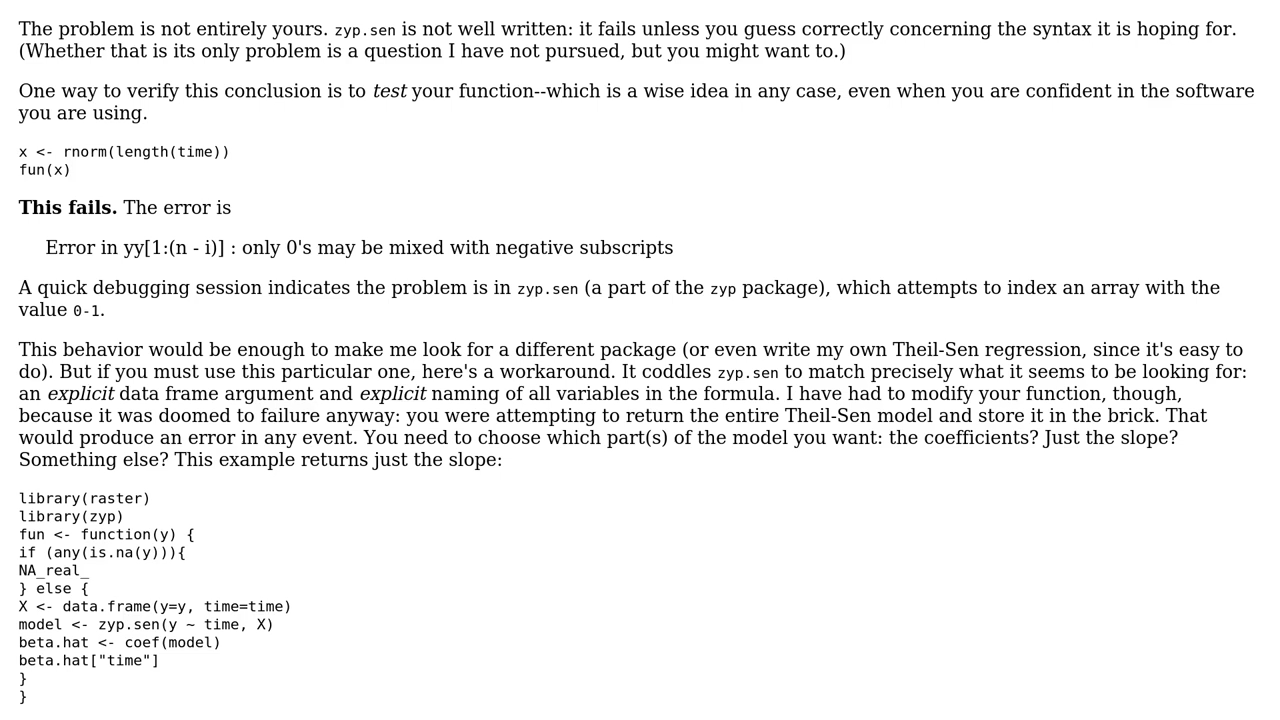 The problem is not entirely yours. zyp.sen is not well written: it fails unless you guess correctly concerning the syntax it is hoping for.
(Whether that is its only problem is a question I have not pursued, but you might want to.)
One way to verify this conclusion is to test your function--which is a wise idea in any case, even when you are confident in the software
you are using.
x <- rnorm(length(time))
fun(x)
This fails. The error is
Error in yy[1:(n - i)] : only 0's may be mixed with negative subscripts
A quick debugging session indicates the problem is in zyp.sen (a part of the zyp package), which attempts to index an array with the
value 0-1.
This behavior would be enough to make me look for a different package (or even write my own Theil-Sen regression, since it's easy to
do). But if you must use this particular one, here's a workaround. It coddles zyp.sen to match precisely what it seems to be looking for:
an explicit data frame argument and explicit naming of all variables in the formula. I have had to modify your function, though,
because it was doomed to failure anyway: you were attempting to return the entire Theil-Sen model and store it in the brick. That
would produce an error in any event. You need to choose which part(s) of the model you want: the coefficients? Just the slope?
Something else? This example returns just the slope:
library(raster)
library(zyp)
fun <- function(y) {
if (any(is.na(y))){
NA_real_
} else {
X <- data.frame(y=y, time=time)
model <- zyp.sen(y ~ time, X)
beta.hat <- coef(model)
beta.hat["time"]
}
}